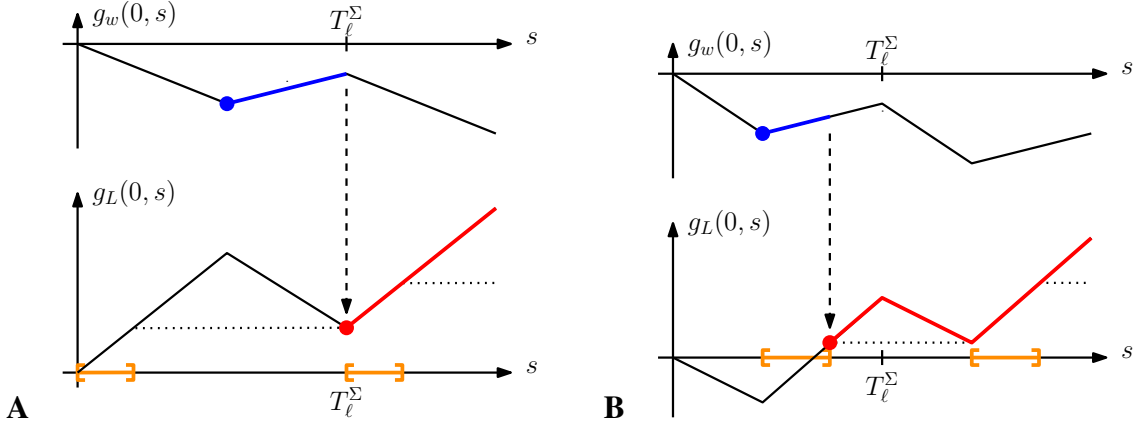 g_w(0, s)
T_ℓ^Σ
s
g_L(0, s)
s
T_ℓ^Σ
A
g_w(0, s)
T_ℓ^Σ
s
g_L(0, s)
s
T_ℓ^Σ
B